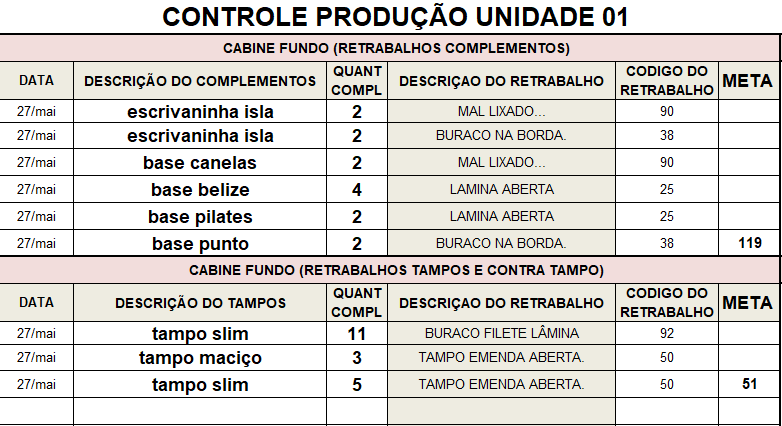 CONTROLE PRODUÇÃO UNIDADE 01
CABINE FUNDO (RETRABALHOS COMPLEMENTOS)
DATA DESCRIÇÃO DO COMPLEMENTOS QUANT COMPL DESCRIÇAO DO RETRABALHO CODIGO DO RETRABALHO META
27/mai escrivaninha isla 2 MAL LIXADO... 90
27/mai escrivaninha isla 2 BURACO NA BORDA. 38
27/mai base canelas 2 MAL LIXADO... 90
27/mai base belize 4 LAMINA ABERTA 25
27/mai base pilates 2 LAMINA ABERTA 25
27/mai base punto 2 BURACO NA BORDA. 38 119
CABINE FUNDO (RETRABALHOS TAMPOS E CONTRA TAMPO)
DATA DESCRIÇÃO DO TAMPOS QUANT COMPL DESCRIÇAO DO RETRABALHO CODIGO DO RETRABALHO META
27/mai tampo slim 11 BURACO FILETE LÂMINA 92
27/mai tampo maciço 3 TAMPO EMENDA ABERTA. 50
27/mai tampo slim 5 TAMPO EMENDA ABERTA. 50 51